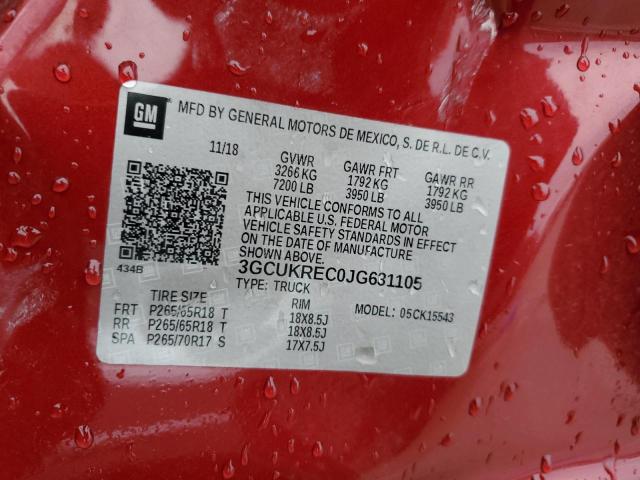 GM MFD BY GENERAL MOTORS DE MEXICO, S. DE R.L. DE C.V.
11/18 GVWR GAWR FRT GAWR RR
3266 KG 1792 KG 1792 KG
7200 LB 3950 LB 3950 LB
THIS VEHICLE CONFORMS TO ALL
APPLICABLE U.S. FEDERAL MOTOR
VEHICLE SAFETY STANDARDS IN EFFECT
ON THE DATE OF MANUFACTURE
SHOWN ABOVE.
434B 3GCUKREC0JG631105
TYPE: TRUCK
TIRE SIZE RIM MODEL: 05CK15543
FRT P265/65R18 T 18X8.5J
RR P265/65R18 T 18X8.5J
SPA P265/70R17 S 17X7.5J